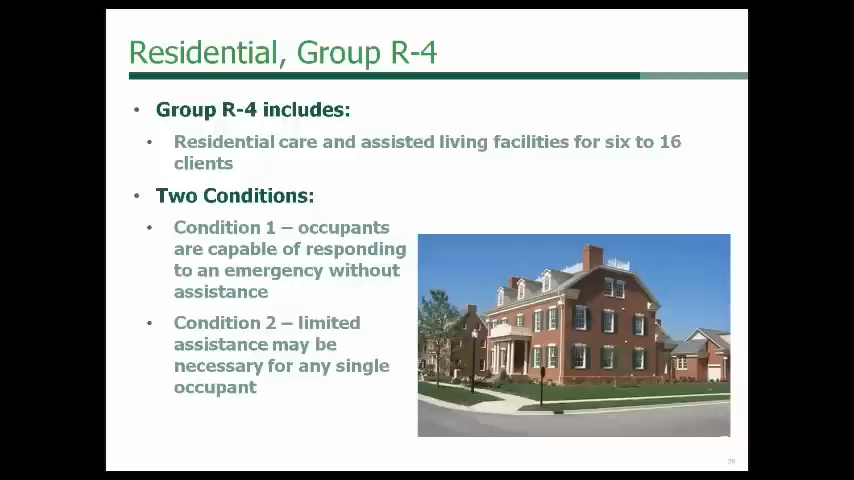 Residential, Group R-4
• Group R-4 includes:
• Residential care and assisted living facilities for six to 16
clients
• Two Conditions:
• Condition 1 – occupants
are capable of responding
to an emergency without
assistance
• Condition 2 – limited
assistance may be
necessary for any single
occupant